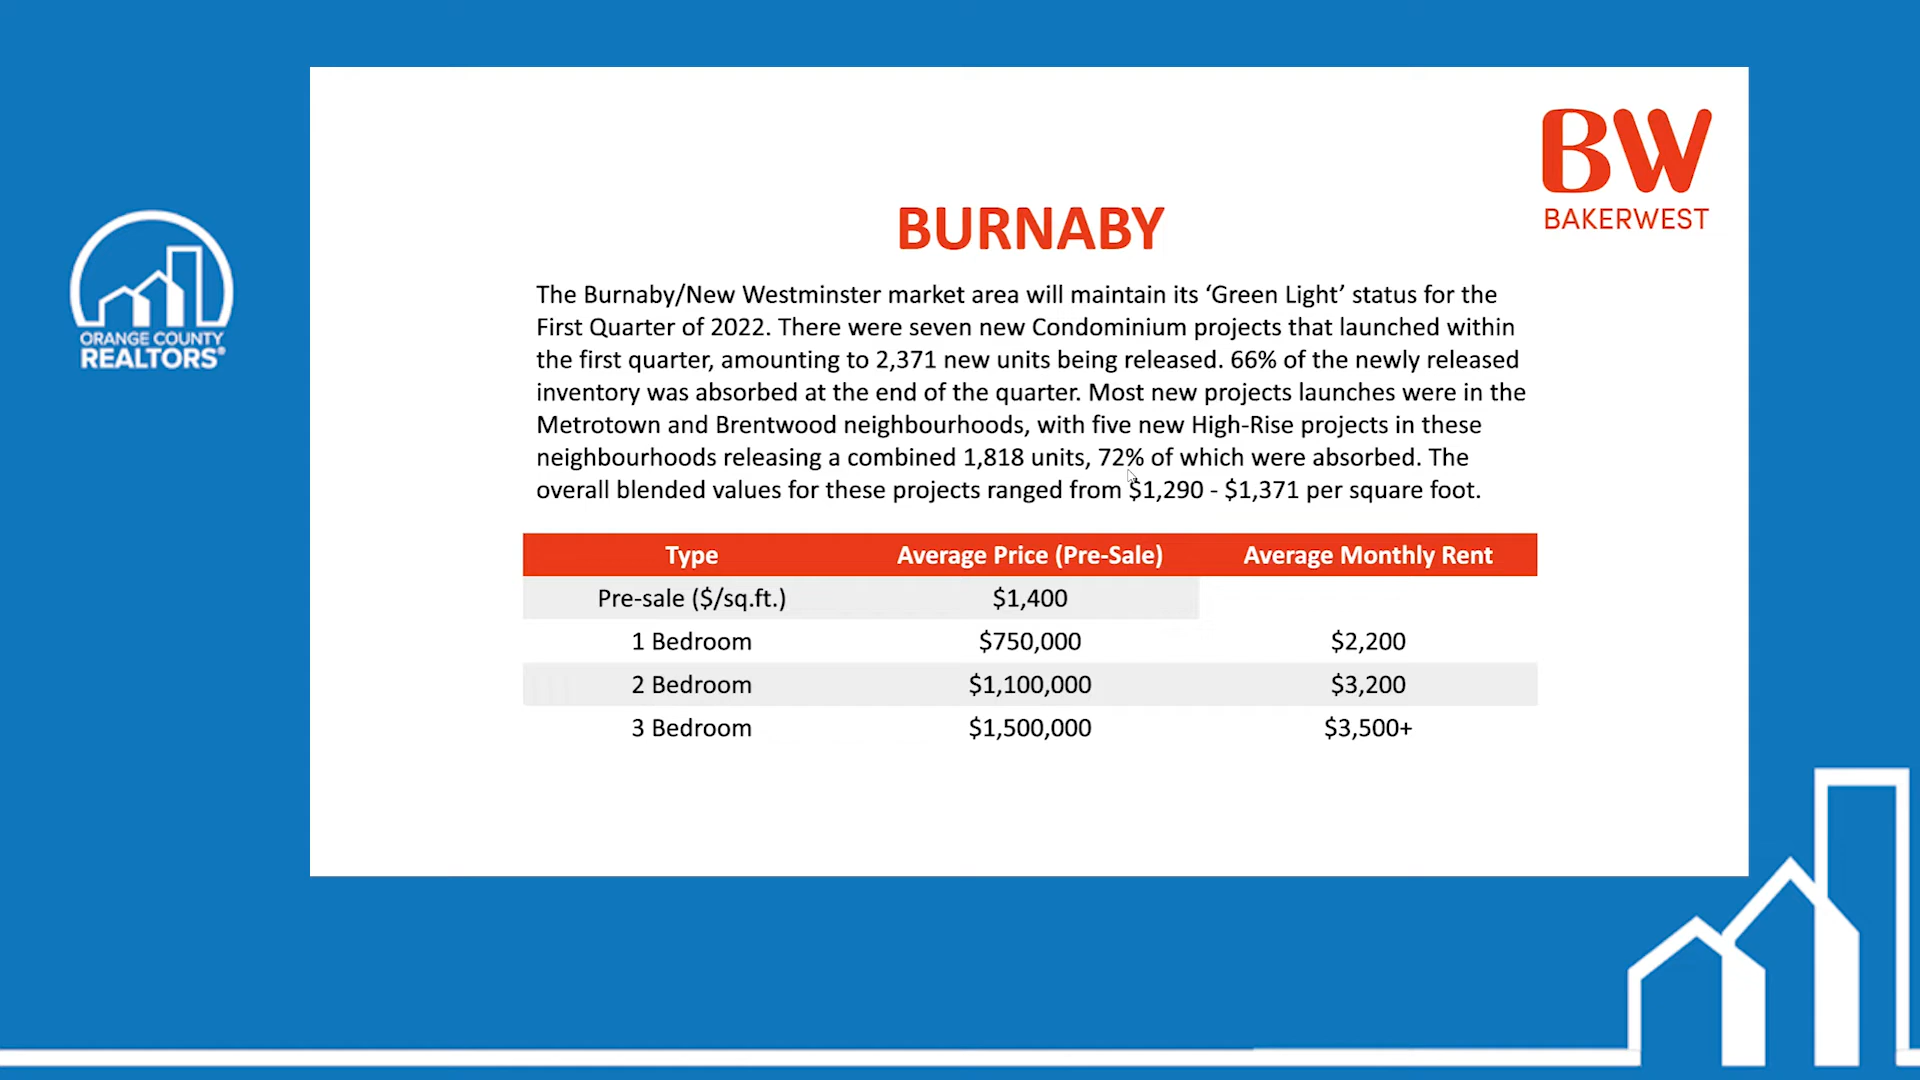 BW
BAKERWEST
ORANGE COUNTY
REALTORS®
BURNABY
The Burnaby/New Westminster market area will maintain its ‘Green Light’ status for the
First Quarter of 2022. There were seven new Condominium projects that launched within
the first quarter, amounting to 2,371 new units being released. 66% of the newly released
inventory was absorbed at the end of the quarter. Most new projects launches were in the
Metrotown and Brentwood neighbourhoods, with five new High-Rise projects in these
neighbourhoods releasing a combined 1,818 units, 72% of which were absorbed. The
overall blended values for these projects ranged from $1,290 - $1,371 per square foot.
Type Average Price (Pre-Sale) Average Monthly Rent
Pre-sale ($/sq.ft.) $1,400
1 Bedroom $750,000 $2,200
2 Bedroom $1,100,000 $3,200
3 Bedroom $1,500,000 $3,500+